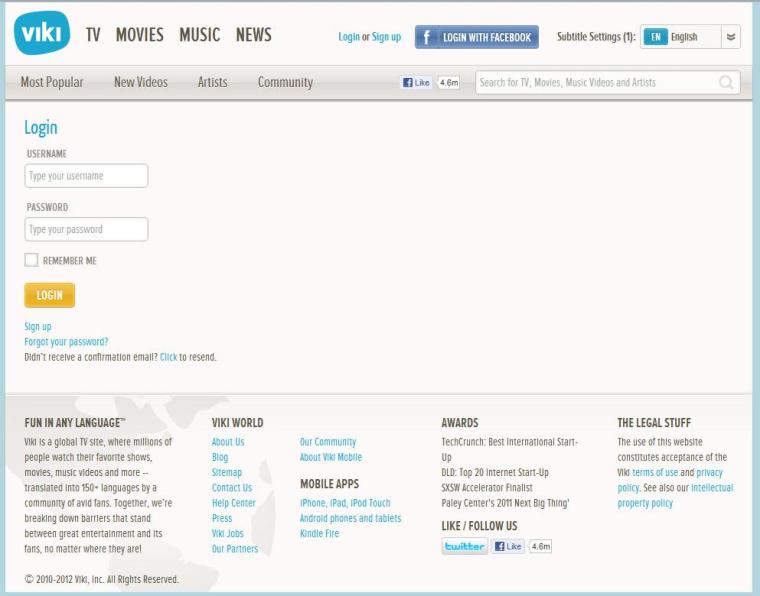 viki TV MOVIES MUSIC NEWS Login or Sign up f LOGIN WITH FACEBOOK Subtitle Settings (1): EN English
Most Popular New Videos Artists Community f Like 4.6m Search for TV, Movies, Music Videos and Artists
Login
USERNAME
Type your username
PASSWORD
Type your password
REMEMBER ME
LOGIN
Sign up
Forgot your password?
Didn't receive a confirmation email? Click to resend.
FUN IN ANY LANGUAGE™
Viki is a global TV site, where millions of
people watch their favorite shows,
movies, music videos and more --
translated into 150+ languages by a
community of avid fans. Together, we're
breaking down barriers that stand
between great entertainment and its
fans, no matter where they are!
VIKI WORLD
About Us
Blog
Sitemap
Contact Us
Help Center
Press
Viki Jobs
Our Partners
Our Community
About Viki Mobile
MOBILE APPS
iPhone, iPad, iPod Touch
Android phones and tablets
Kindle Fire
AWARDS
TechCrunch: Best International Start-
Up
DLD: Top 20 Internet Start-Up
SXSW Accelerator Finalist
Paley Center's 2011 Next Big Thing'
LIKE / FOLLOW US
twitter f Like 4.6m
THE LEGAL STUFF
The use of this website
constitutes acceptance of the
Viki terms of use and privacy
policy. See also our intellectual
property policy
© 2010-2012 Viki, Inc. All Rights Reserved.